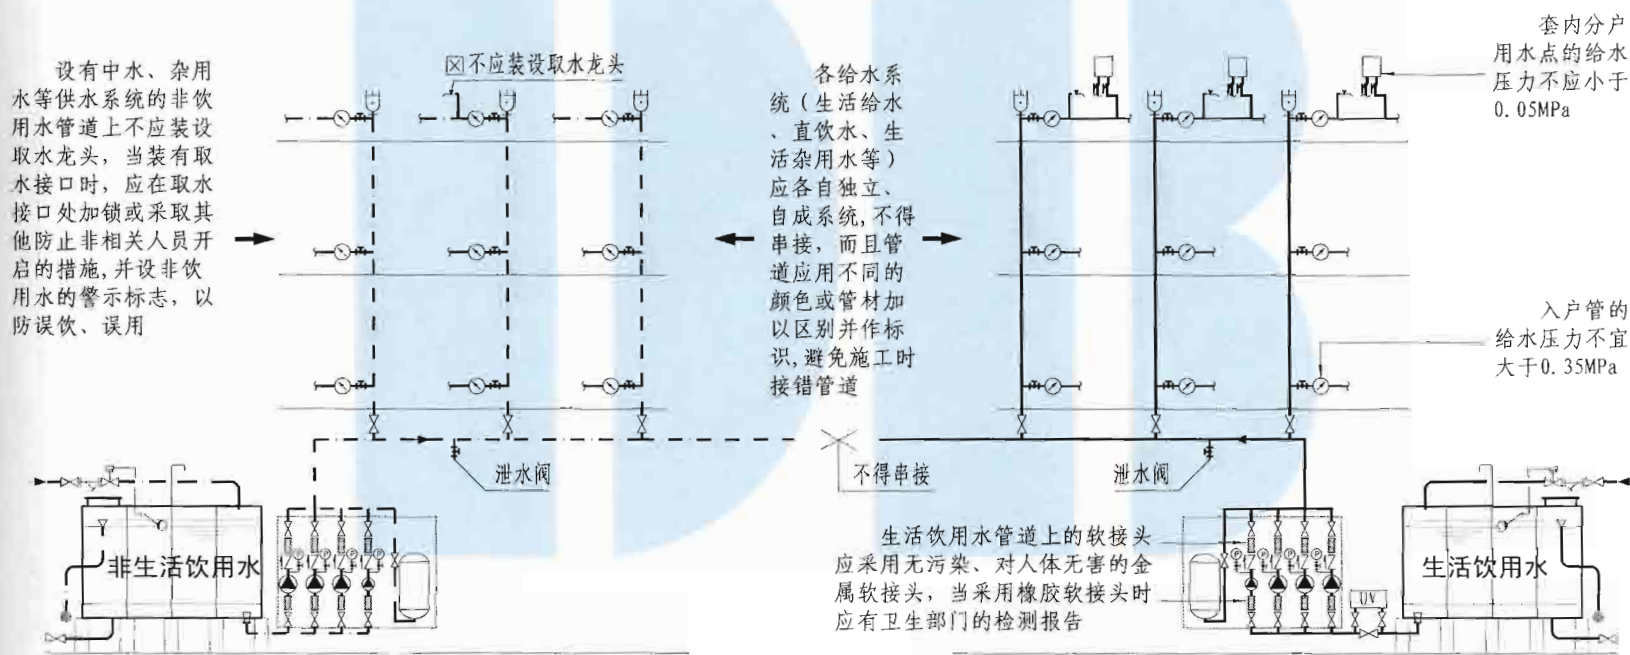 设有中水、杂用
水等供水系统的非饮
用水管道上不应装设
取水龙头，当装有取
水接口时，应在取水
接口处加锁或采取其
他防止非相关人员开
启的措施,并设非饮
用水的警示标志，以
防误饮、误用
不应装设取水龙头
各给水系
统（生活给水
、直饮水、生
活杂用水等）
应各自独立、
自成系统,不得
串接，而且管
道应用不同的
颜色或管材加
以区别并作标
识,避免施工时
接错管道
套内分户
用水点的给水
压力不应小于
0.05MPa
入户管的
给水压力不宜
大于0.35MPa
泄水阀
不得串接
泄水阀
非生活饮用水
生活饮用水管道上的软接头
应采用无污染、对人体无害的金
属软接头，当采用橡胶软接头时
应有卫生部门的检测报告
P P P P
P P P P
UV
生活饮用水